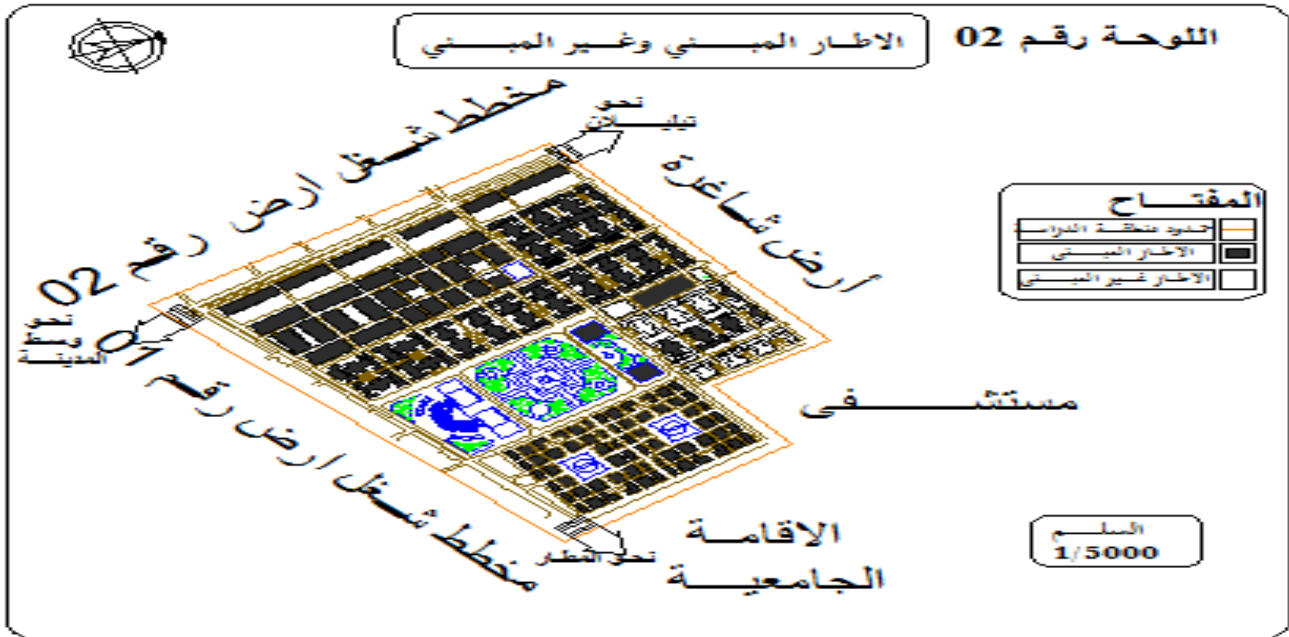 اللوحة رقم 02
الاطار المبني وغير المبني
مخطط شغل ارض رقم 02
نحو
تيليلان
أرض شاغرة
المفتاح
حدود منطقة الدراسة
الاطار المبني
الاطار غير المبني
نحو
وسط
المدينة
مخطط شغل ارض رقم 01
مستشفى
نحو المطار
الاقامة
الجامعية
السلم
1/5000